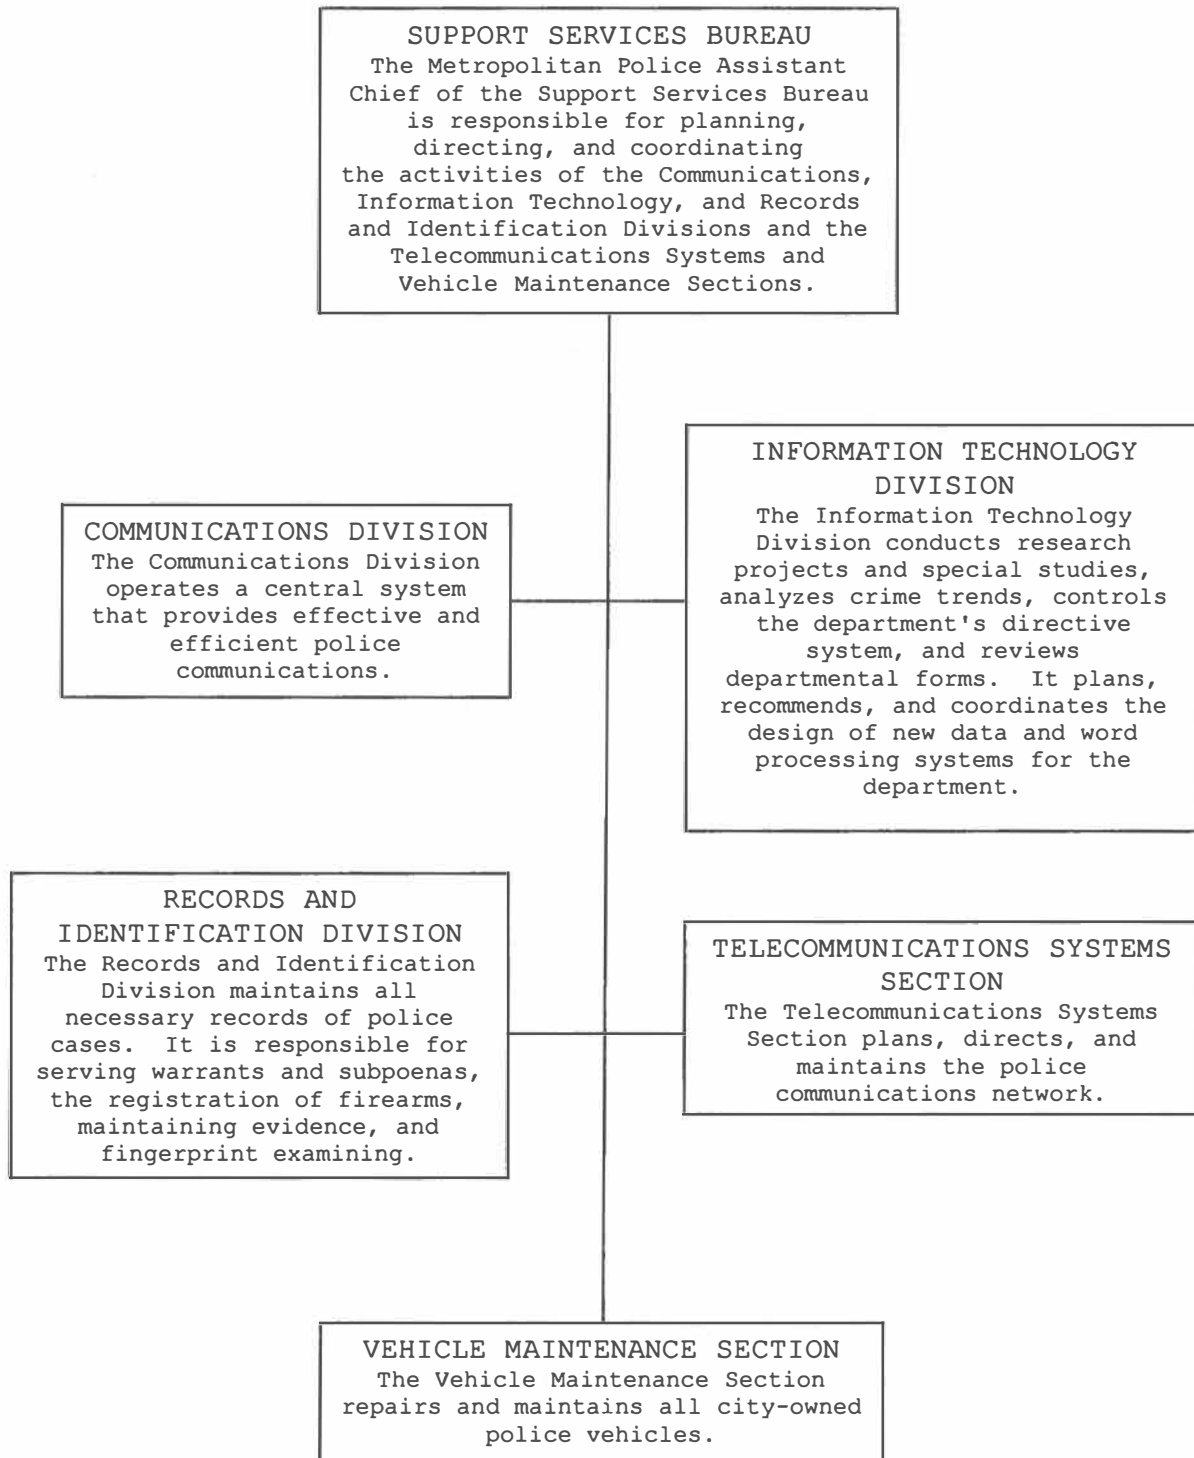 SUPPORT SERVICES BUREAU
The Metropolitan Police Assistant
Chief of the Support Services Bureau
is responsible for planning,
directing, and coordinating
the activities of the Communications,
Information Technology, and Records
and Identification Divisions and the
Telecommunications Systems and
Vehicle Maintenance Sections.
COMMUNICATIONS DIVISION
The Communications Division
operates a central system
that provides effective and
efficient police
communications.
INFORMATION TECHNOLOGY
DIVISION
The Information Technology
Division conducts research
projects and special studies,
analyzes crime trends, controls
the department's directive
system, and reviews
departmental forms.  It plans,
recommends, and coordinates the
design of new data and word
processing systems for the
department.
RECORDS AND
IDENTIFICATION DIVISION
The Records and Identification
Division maintains all
necessary records of police
cases.  It is responsible for
serving warrants and subpoenas,
the registration of firearms,
maintaining evidence, and
fingerprint examining.
TELECOMMUNICATIONS SYSTEMS
SECTION
The Telecommunications Systems
Section plans, directs, and
maintains the police
communications network.
VEHICLE MAINTENANCE SECTION
The Vehicle Maintenance Section
repairs and maintains all city-owned
police vehicles.